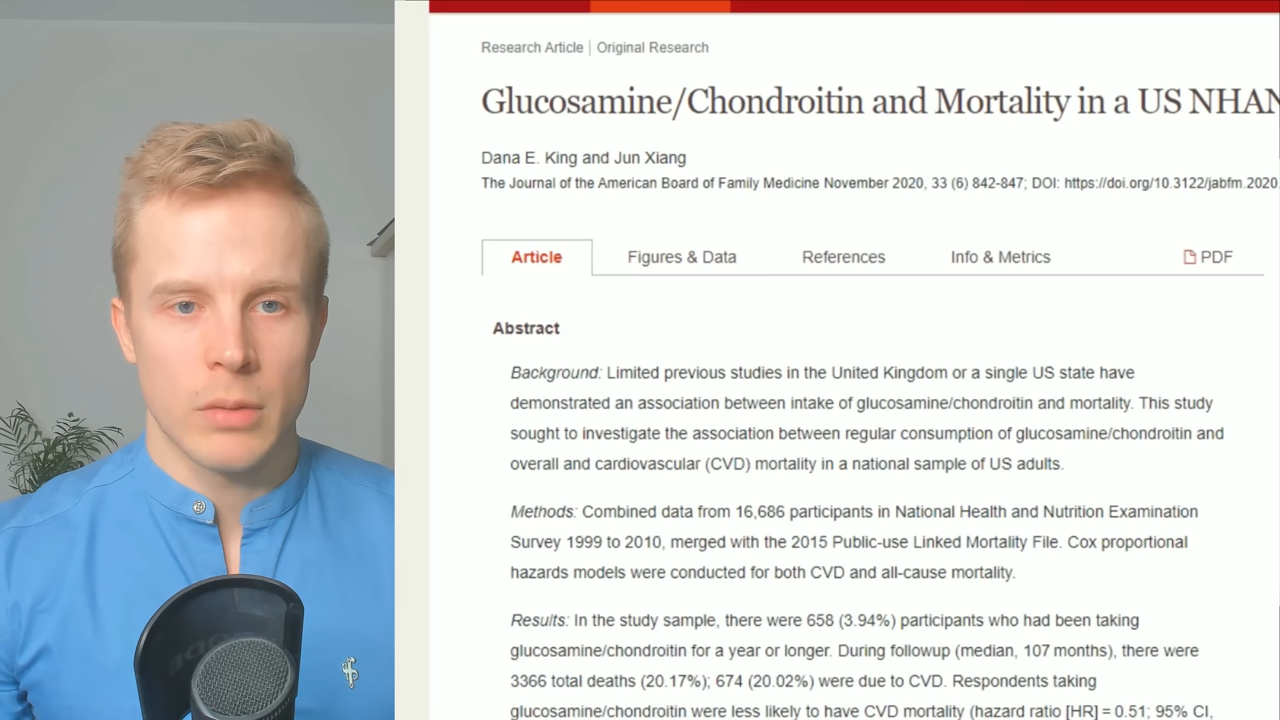 Research Article | Original Research
Glucosamine/Chondroitin and Mortality in a US NHAN
Dana E. King and Jun Xiang
The Journal of the American Board of Family Medicine November 2020, 33 (6) 842-847; DOI: https://doi.org/10.3122/jabfm.2020
Article Figures & Data References Info & Metrics PDF
Abstract
Background: Limited previous studies in the United Kingdom or a single US state have
demonstrated an association between intake of glucosamine/chondroitin and mortality. This study
sought to investigate the association between regular consumption of glucosamine/chondroitin and
overall and cardiovascular (CVD) mortality in a national sample of US adults.
Methods: Combined data from 16,686 participants in National Health and Nutrition Examination
Survey 1999 to 2010, merged with the 2015 Public-use Linked Mortality File. Cox proportional
hazards models were conducted for both CVD and all-cause mortality.
Results: In the study sample, there were 658 (3.94%) participants who had been taking
glucosamine/chondroitin for a year or longer. During followup (median, 107 months), there were
3366 total deaths (20.17%); 674 (20.02%) were due to CVD. Respondents taking
glucosamine/chondroitin were less likely to have CVD mortality (hazard ratio [HR] = 0.51; 95% CI,